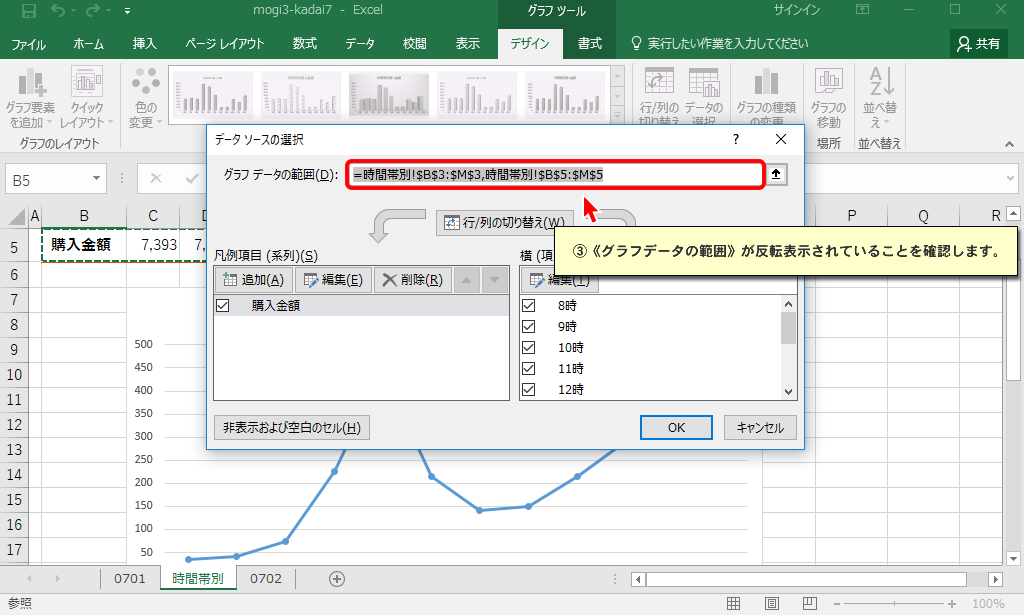 mogi3-kadai7 - Excel
グラフ ツール
サインイン
ファイル ホーム 挿入 ページ レイアウト 数式 データ 校閲 表示 デザイン 書式 実行したい作業を入力してください 共有
グラフ要素を追加
クイックレイアウト
色の変更
行/列の切り替え
データの選択
グラフの種類の変更
グラフの移動
並べ替え
グラフのレイアウト
場所
並べ替え
データ ソースの選択
?
グラフ データの範囲(D):
=時間帯別!$B$3:$M$3,時間帯別!$B$5:$M$5
B5
行/列の切り替え(W)
③《グラフデータの範囲》が反転表示されていることを確認します。
A B C P Q R
5 購入金額 7,393 7,
凡例項目 (系列)(S)
追加(A) 編集(E) 削除(R)
購入金額
横 (項
編集(T)
8時
9時
10時
11時
12時
非表示および空白のセル(H)
OK
キャンセル
6
7
8
9
10
11
12
13
14
15
16
17
500
450
400
350
300
250
200
150
100
50
0701 時間帯別 0702
参照
100%